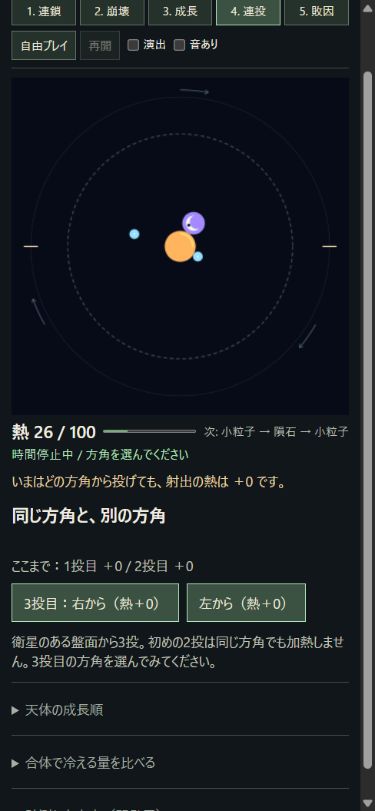 1. 連鎖 2. 崩壊 3. 成長 4. 連投 5. 敗因
自由プレイ 再開 演出 音あり
熱 26 / 100 次: 小粒子 → 隕石 → 小粒子
時間停止中 / 方角を選んでください
いまはどの方角から投げても、射出の熱は +0 です。
同じ方角と、別の方角
ここまで：1投目 +0 / 2投目 +0
3投目：右から（熱+0） 左から（熱+0）
衛星のある盤面から3投。初めの2投は同じ方角でも加熱しませ
ん。3投目の方角を選んでみてください。
▶ 天体の成長順
▶ 合体で冷える量を比べる